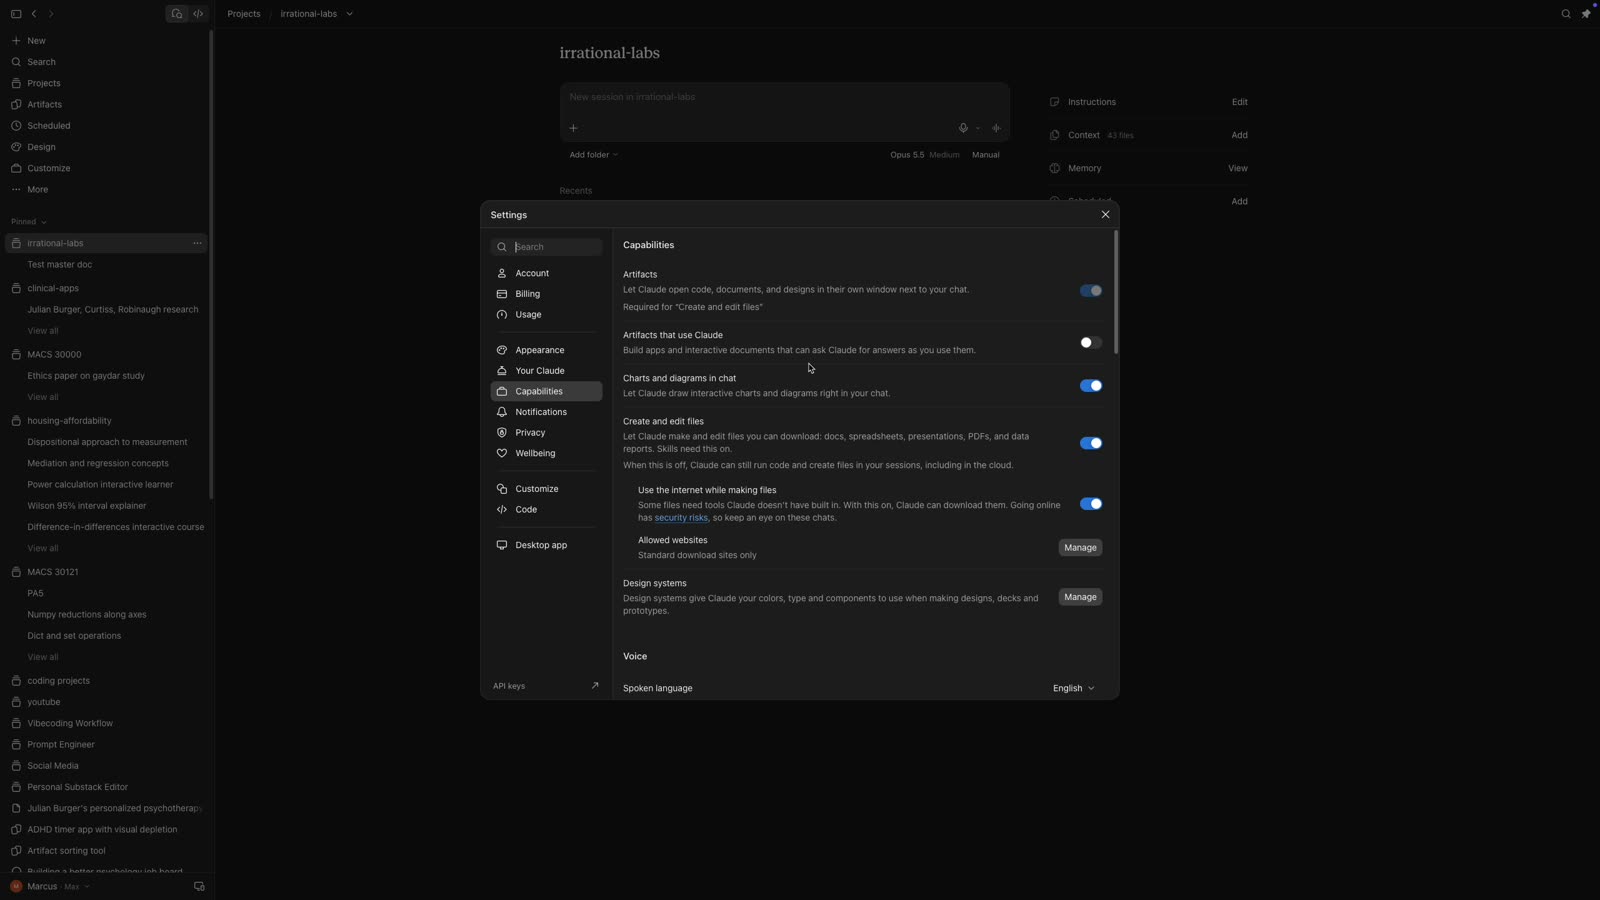 Projects / irrational-labs
New
Search
Projects
Artifacts
Scheduled
Design
Customize
More
Pinned
irrational-labs
Test master doc
clinical-apps
Julian Burger, Curtiss, Robinaugh research
View all
MACS 30000
Ethics paper on gaydar study
View all
housing-affordability
Dispositional approach to measurement
Mediation and regression concepts
Power calculation interactive learner
Wilson 95% interval explainer
Difference-in-differences interactive course
View all
MACS 30121
PA5
Numpy reductions along axes
Dict and set operations
View all
coding projects
youtube
Vibecoding Workflow
Prompt Engineer
Social Media
Personal Substack Editor
Julian Burger's personalized psychotherapy
ADHD timer app with visual depletion
Artifact sorting tool
Building a better psychology job board
M Marcus · Max
irrational-labs
New session in irrational-labs
Add folder
Opus 5.5 Medium Manual
Recents
Instructions Edit
Context 43 files Add
Memory View
Scheduled Add
Settings
Search
Account
Billing
Usage
Appearance
Your Claude
Capabilities
Notifications
Privacy
Wellbeing
Customize
Code
Desktop app
API keys
Capabilities
Artifacts
Let Claude open code, documents, and designs in their own window next to your chat.
Required for “Create and edit files”
Artifacts that use Claude
Build apps and interactive documents that can ask Claude for answers as you use them.
Charts and diagrams in chat
Let Claude draw interactive charts and diagrams right in your chat.
Create and edit files
Let Claude make and edit files you can download: docs, spreadsheets, presentations, PDFs, and data
reports. Skills need this on.
When this is off, Claude can still run code and create files in your sessions, including in the cloud.
Use the internet while making files
Some files need tools Claude doesn't have built in. With this on, Claude can download them. Going online
has security risks, so keep an eye on these chats.
Allowed websites
Standard download sites only
Manage
Design systems
Design systems give Claude your colors, type and components to use when making designs, decks and
prototypes.
Manage
Voice
Spoken language
English